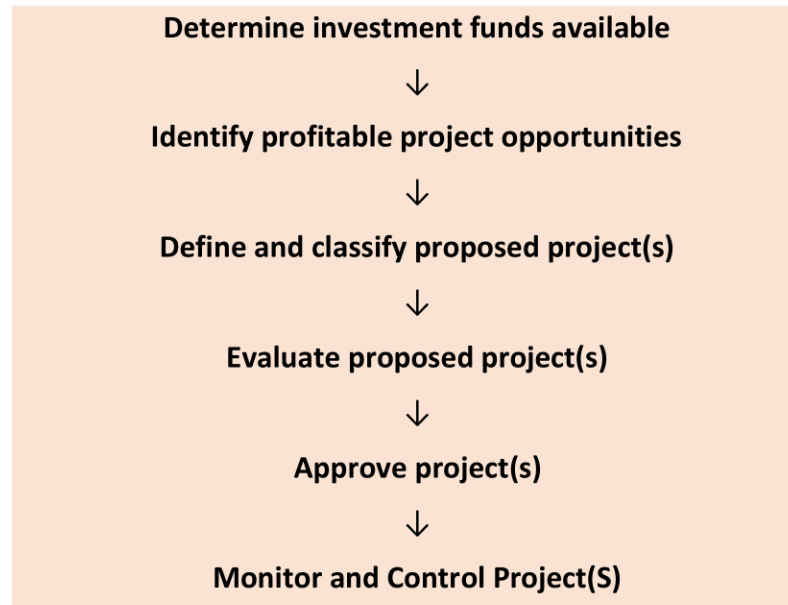 Determine investment funds available
↓
Identify profitable project opportunities
↓
Define and classify proposed project(s)
↓
Evaluate proposed project(s)
↓
Approve project(s)
↓
Monitor and Control Project(S)